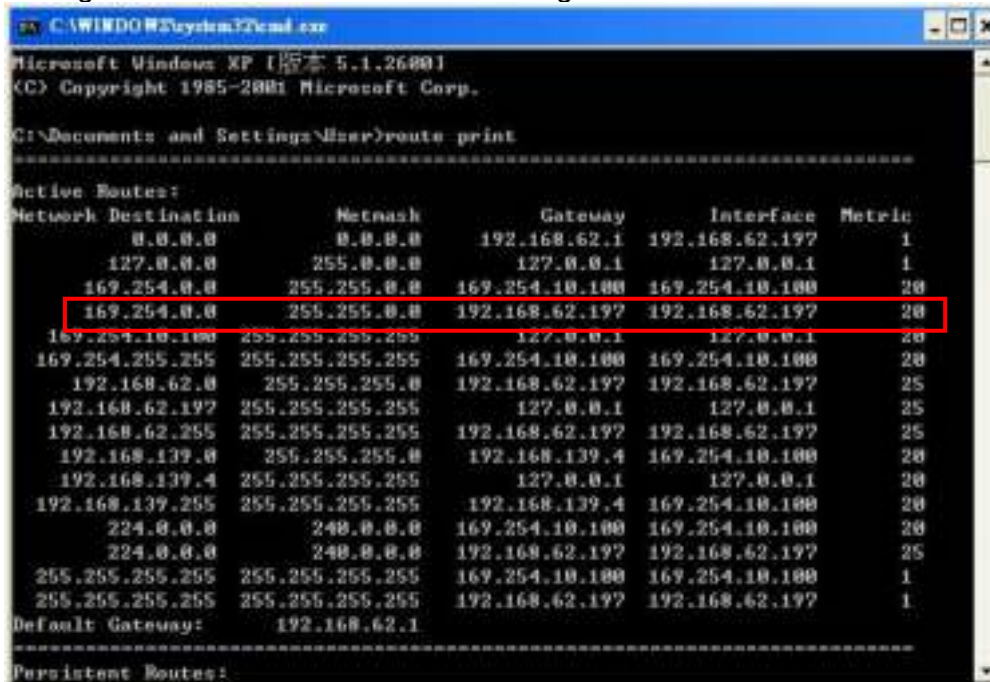 C:\WINDOWS\system32\cmd.exe
Microsoft Windows XP [版本 5.1.2600]
(C) Copyright 1985-2001 Microsoft Corp.
C:\Documents and Settings\User>route print
===========================================================================
Active Routes:
Network Destination Netmask Gateway Interface Metric
0.0.0.0 0.0.0.0 192.168.62.1 192.168.62.197 1
127.0.0.0 255.0.0.0 127.0.0.1 127.0.0.1 1
169.254.0.0 255.255.0.0 169.254.10.100 169.254.10.100 20
169.254.0.0 255.255.0.0 192.168.62.197 192.168.62.197 20
169.254.10.100 255.255.255.255 127.0.0.1 127.0.0.1 20
169.254.255.255 255.255.255.255 169.254.10.100 169.254.10.100 20
192.168.62.0 255.255.255.0 192.168.62.197 192.168.62.197 25
192.168.62.197 255.255.255.255 127.0.0.1 127.0.0.1 25
192.168.62.255 255.255.255.255 192.168.62.197 192.168.62.197 25
192.168.139.0 255.255.255.0 192.168.139.4 169.254.10.100 20
192.168.139.4 255.255.255.255 127.0.0.1 127.0.0.1 20
192.168.139.255 255.255.255.255 192.168.139.4 169.254.10.100 20
224.0.0.0 240.0.0.0 169.254.10.100 169.254.10.100 20
224.0.0.0 240.0.0.0 192.168.62.197 192.168.62.197 25
255.255.255.255 255.255.255.255 169.254.10.100 169.254.10.100 1
255.255.255.255 255.255.255.255 192.168.62.197 192.168.62.197 1
Default Gateway: 192.168.62.1
===========================================================================
Persistent Routes: